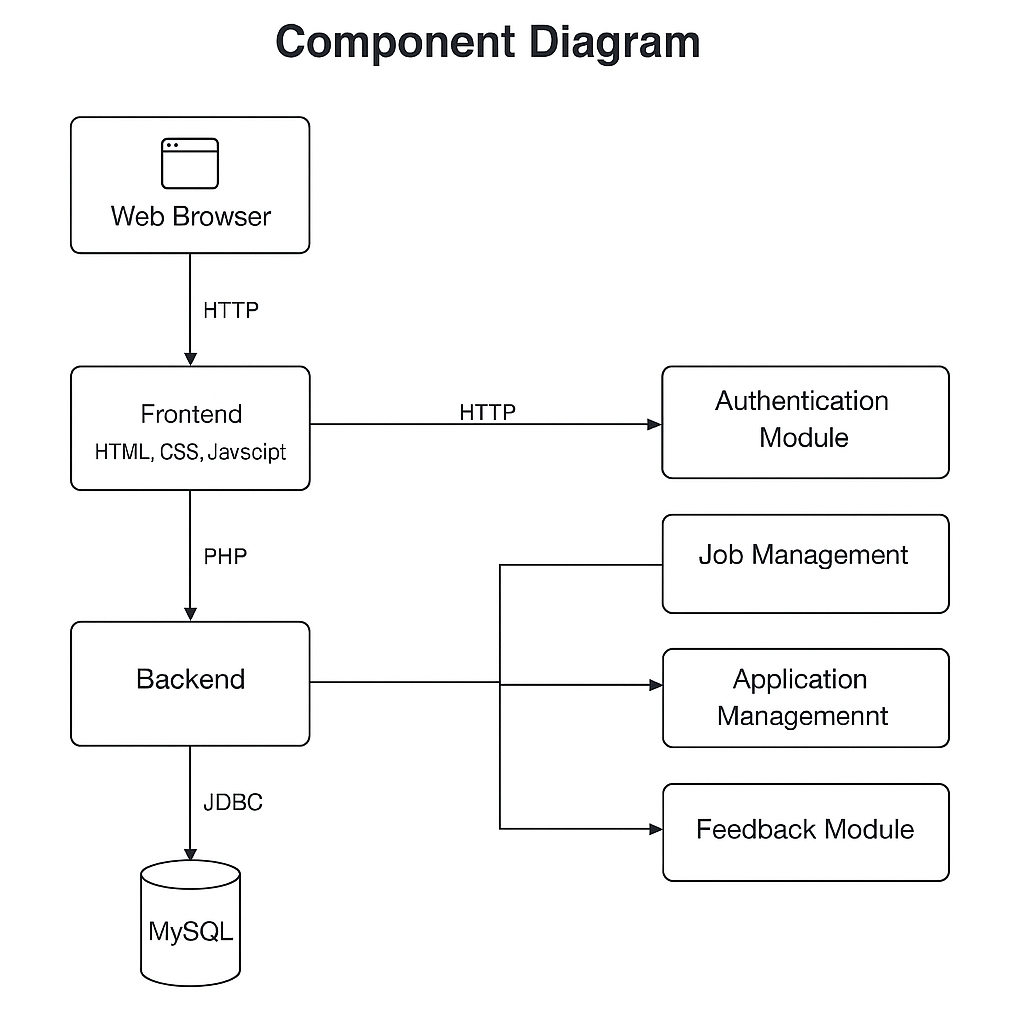 Component Diagram
Web Browser
HTTP
Frontend
HTML, CSS, Javscipt
HTTP
Authentication
Module
PHP
Job Management
Backend
Application
Managemennt
JDBC
Feedback Module
MySQL